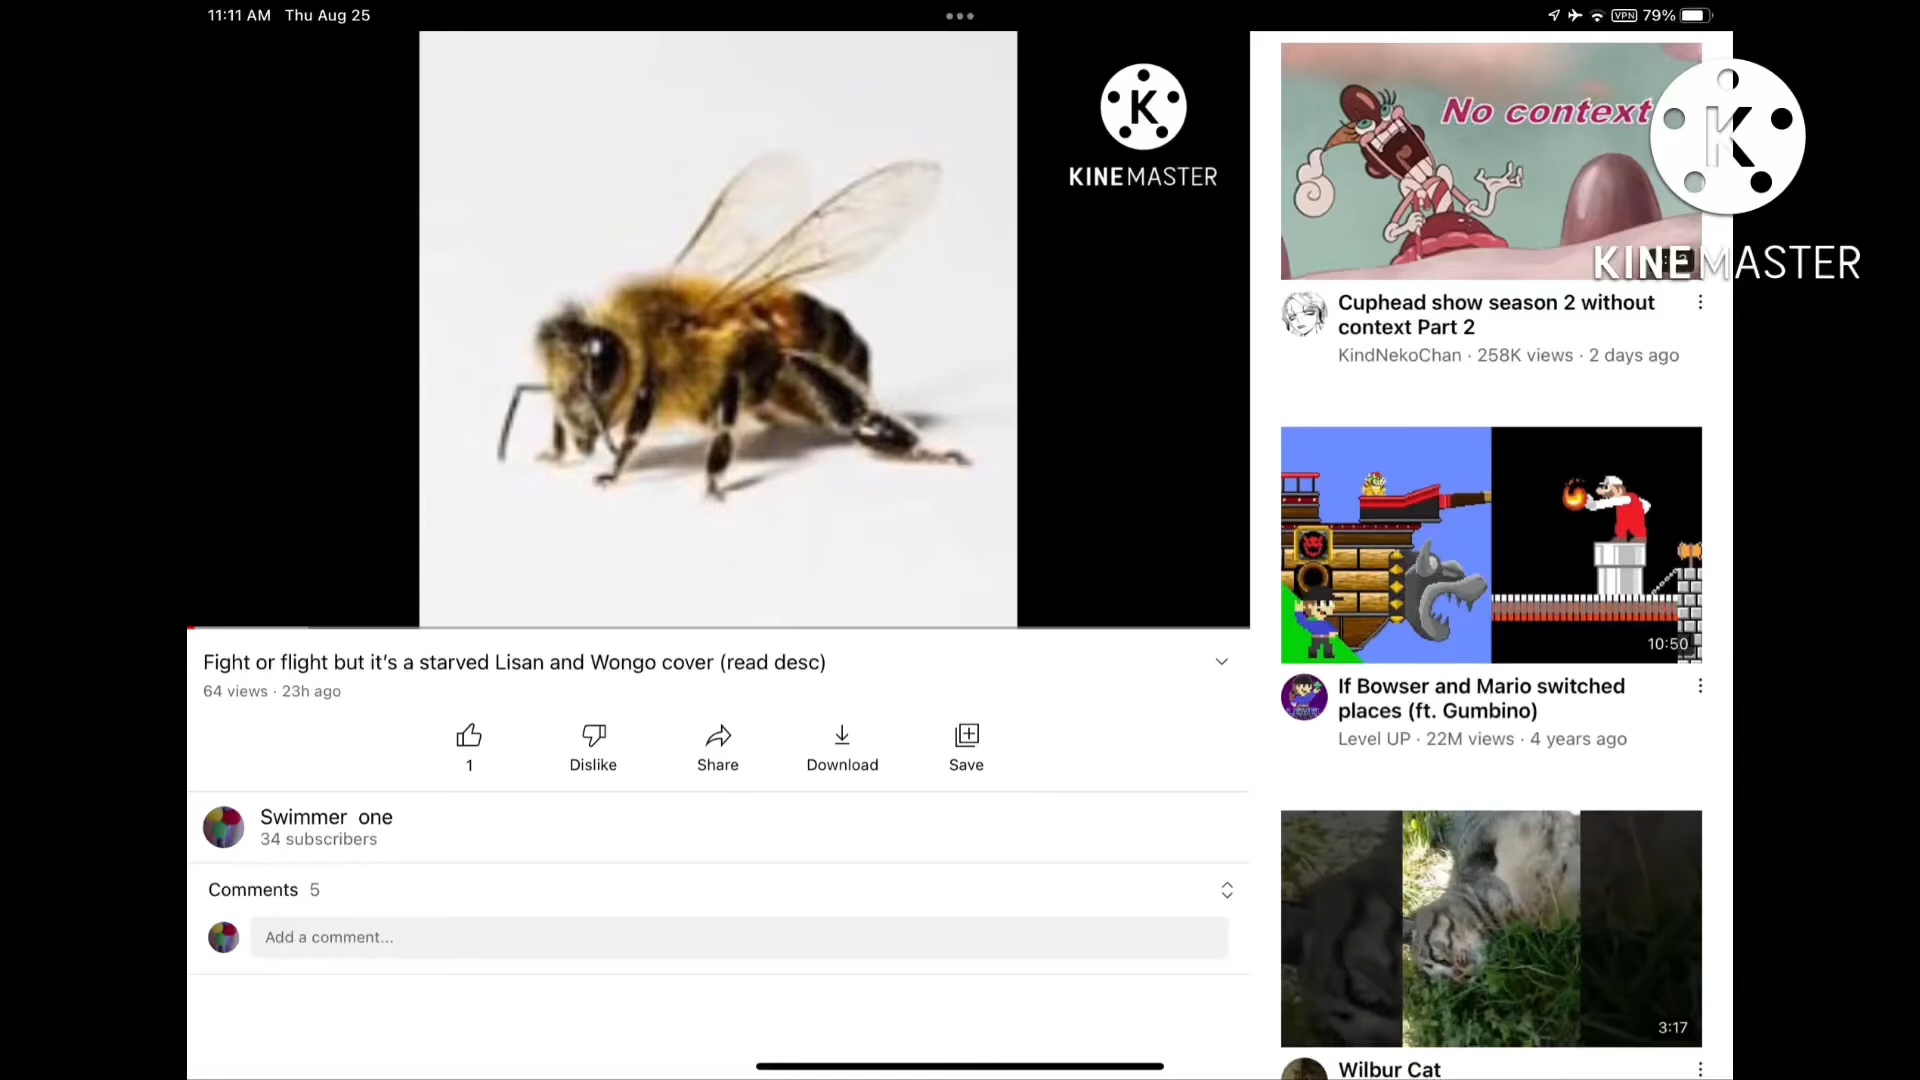 11:11 AM Thu Aug 25
VPN 79%
K
KINEMASTER
No context
K
KINEMASTER
Cuphead show season 2 without
context Part 2
KindNekoChan · 258K views · 2 days ago
Fight or flight but it’s a starved Lisan and Wongo cover (read desc)
64 views · 23h ago
1
Dislike
Share
Download
Save
Swimmer one
34 subscribers
Comments 5
Add a comment...
10:50
If Bowser and Mario switched
places (ft. Gumbino)
Level UP · 22M views · 4 years ago
3:17
Wilbur Cat